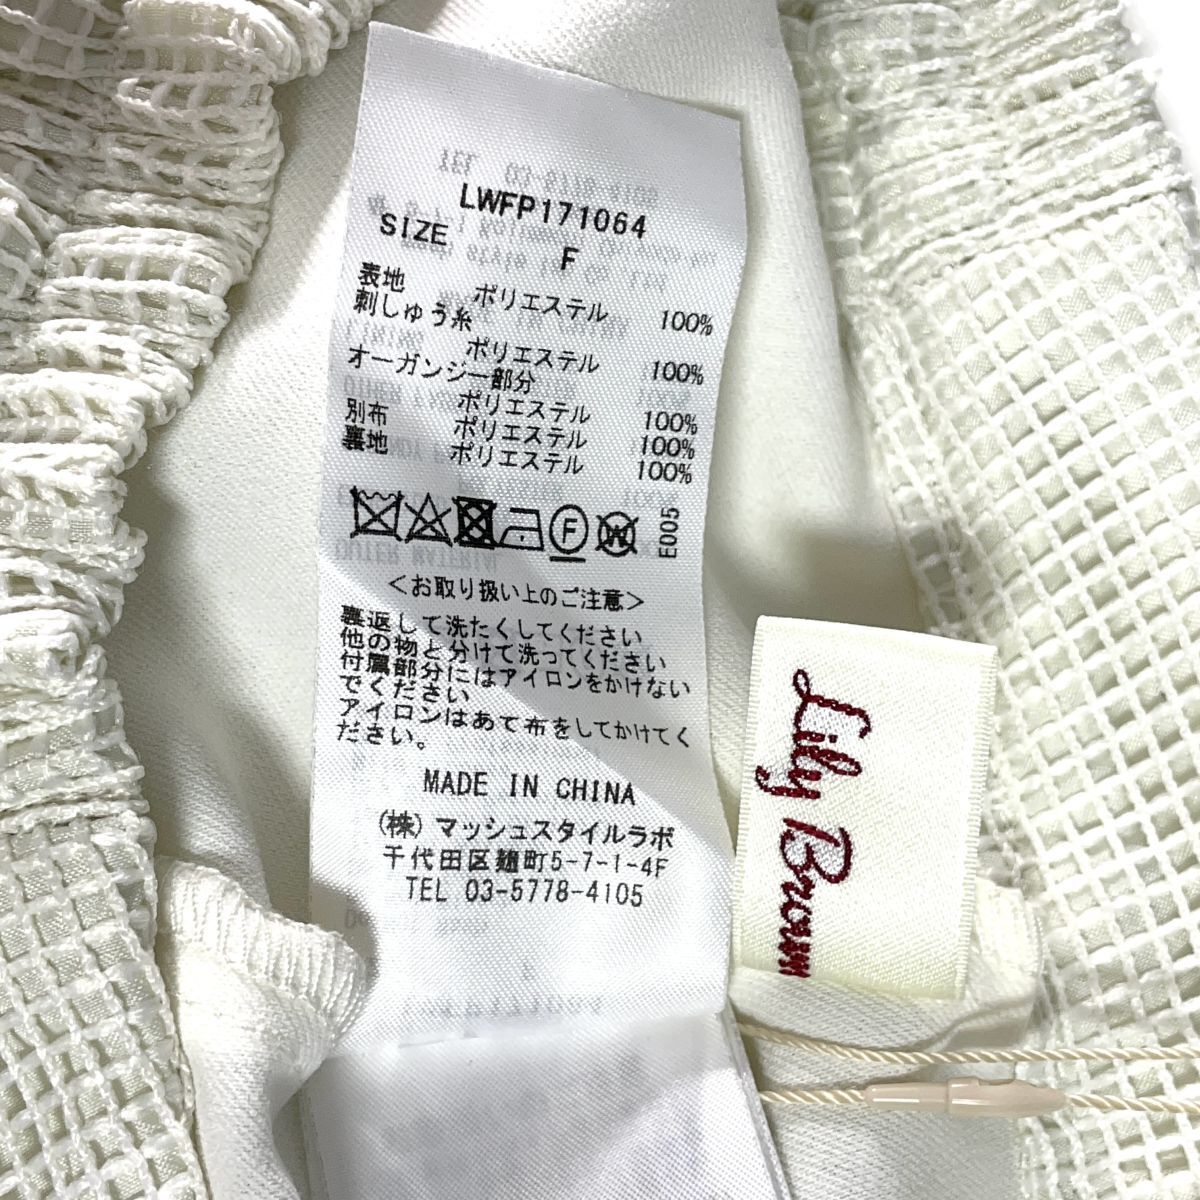 LWFP171064
SIZE F
表地 ポリエステル 100%
刺しゅう糸
ポリエステル 100%
オーガンジー部分
ポリエステル 100%
別布 ポリエステル 100%
裏地 ポリエステル 100%
F W E005
<お取り扱い上のご注意>
裏返して洗たくしてください
他の物と分けて洗ってください
付属部分にはアイロンをかけない
でください
アイロンはあて布をしてかけてく
ださい。
MADE IN CHINA
(株)マッシュスタイルラボ
千代田区麹町5-7-1-4F
TEL 03-5778-4105
Lily Brown